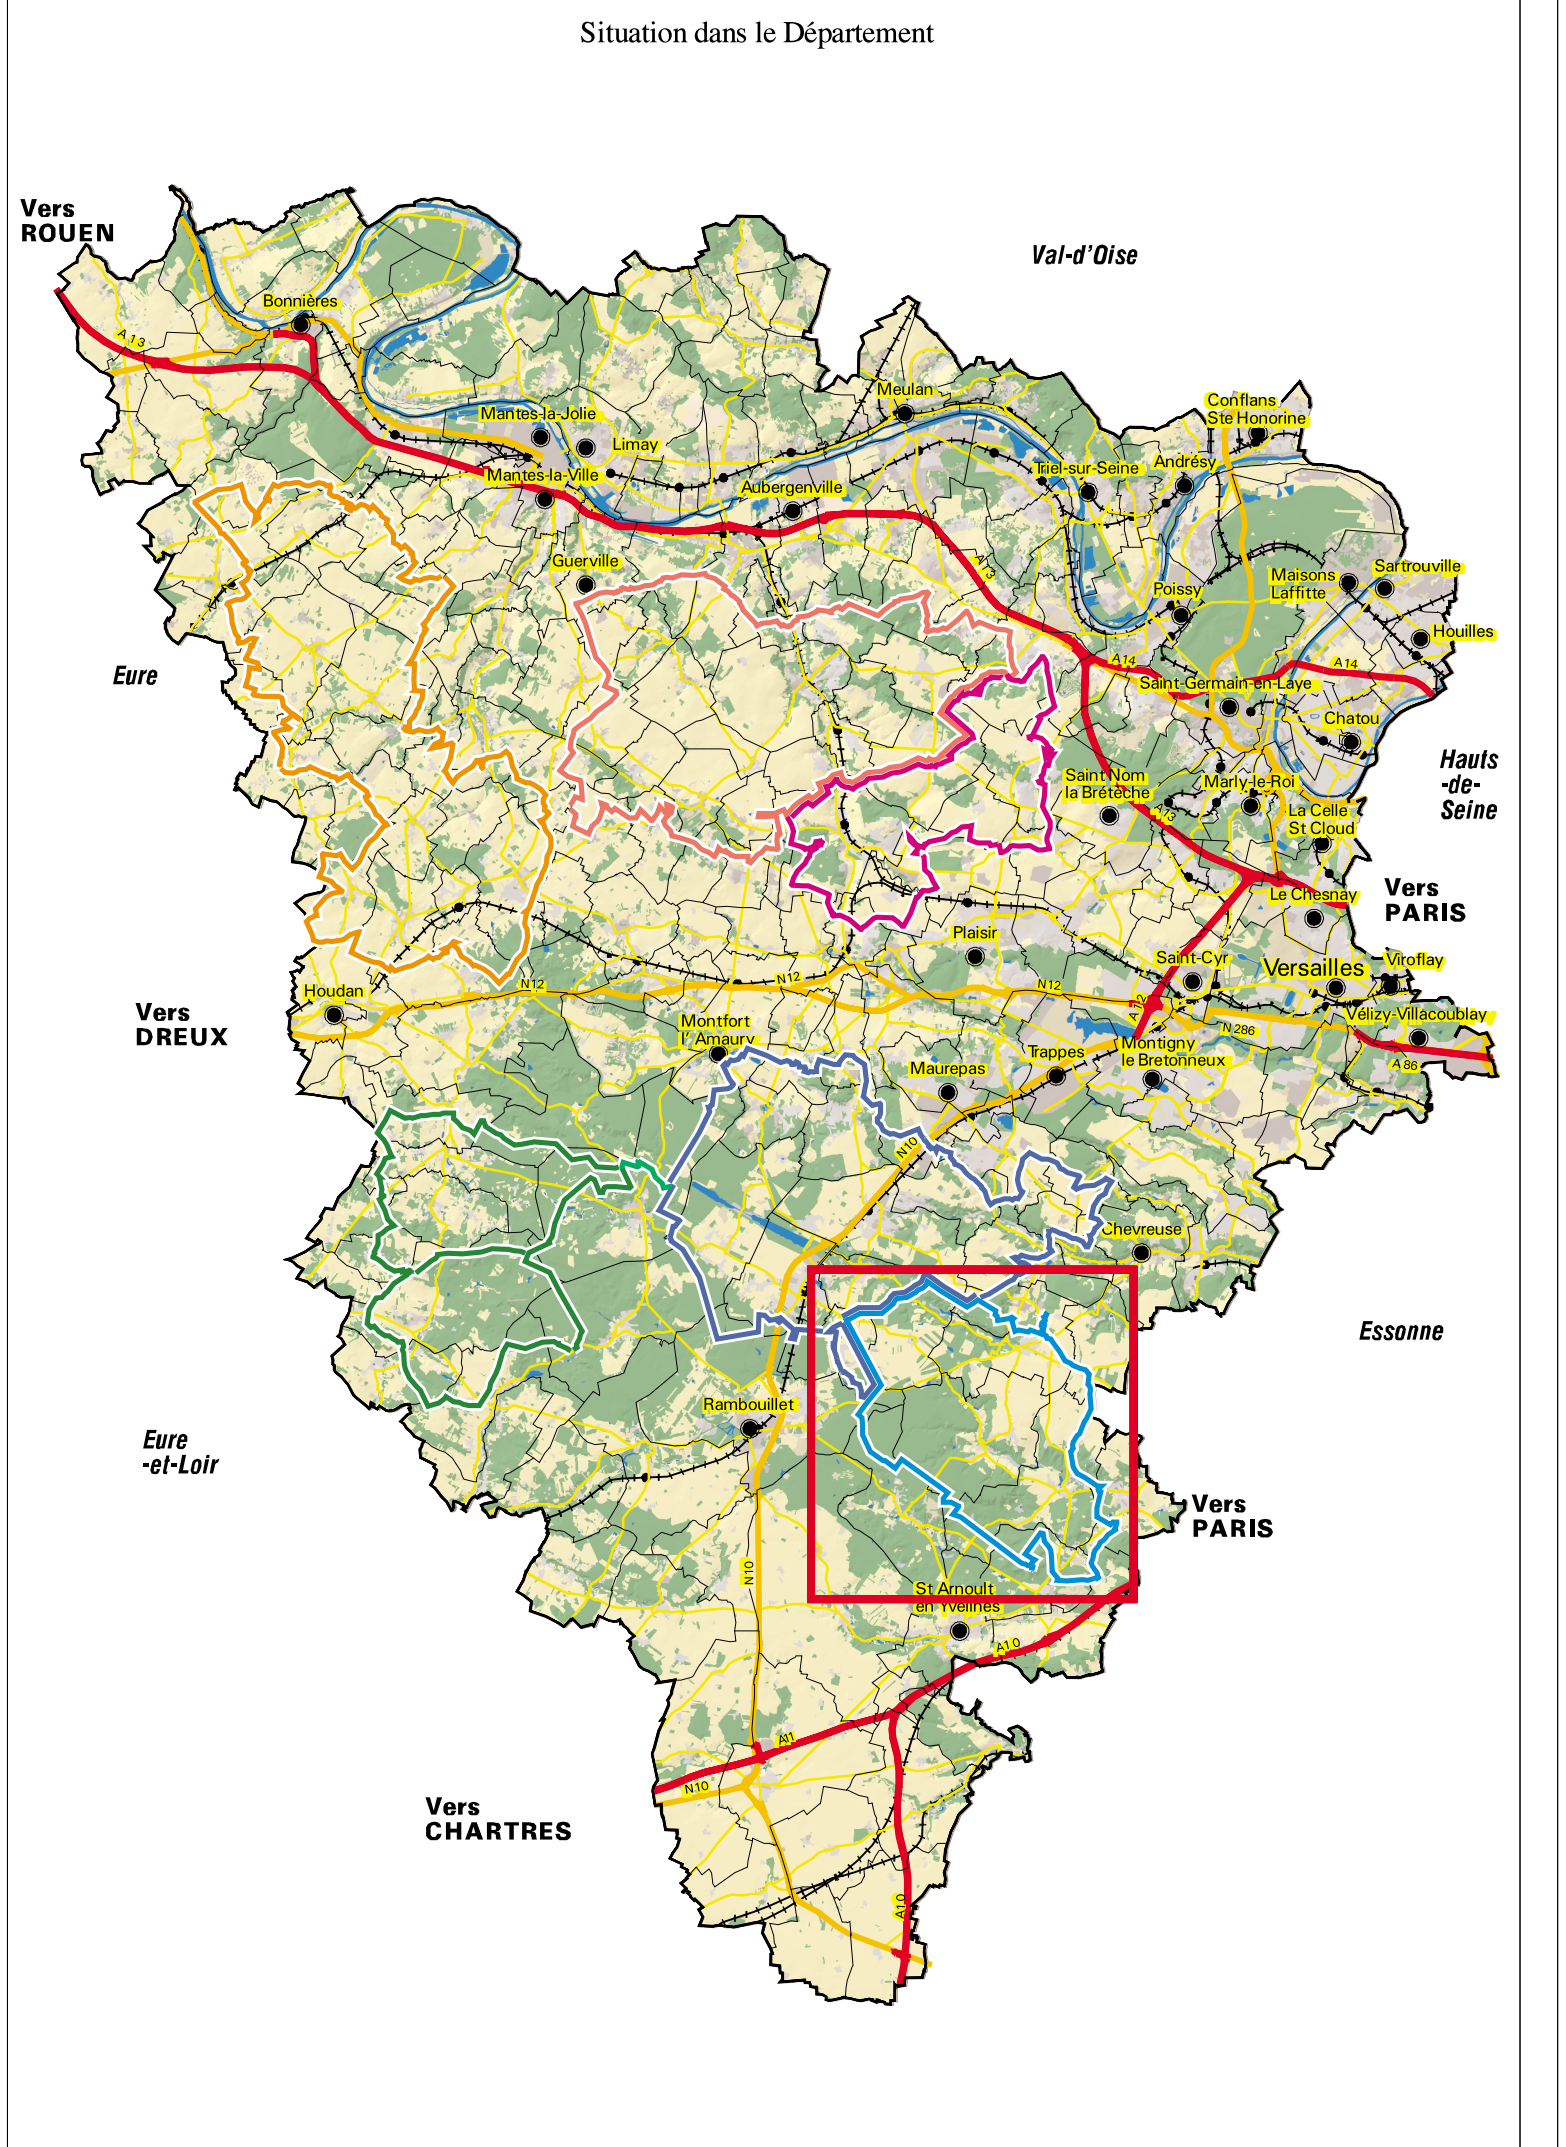 Situation dans le Département
Vers
ROUEN
Val-d'Oise
Bonnières
A 13
Meulan
Conflans
Ste Honorine
Mantes-la-Jolie
Limay
Mantes-la-Ville
Triel-sur-Seine
Andrésy
Aubergenville
Guerville
A 13
Poissy
Maisons
Laffitte
Sartrouville
Houilles
Eure
A 14
A 14
Saint-Germain-en-Laye
Chatou
Hauts
-de-
Seine
Saint Nom
la Brétèche
Marly-le-Roi
A 13
La Celle
St Cloud
Le Chesnay
Vers
PARIS
Plaisir
Saint-Cyr
Versailles
Viroflay
Houdan
N12
N12
N12
A 12
Vers
DREUX
Montfort
l' Amaury
Vélizy-Villacoublay
N 286
Montigny
le Bretonneux
Trappes
Maurepas
A 86
N10
Chevreuse
Essonne
Rambouillet
Eure
-et-Loir
Vers
PARIS
N10
St Arnoult
en Yvelines
A10
A11
N10
Vers
CHARTRES
A10